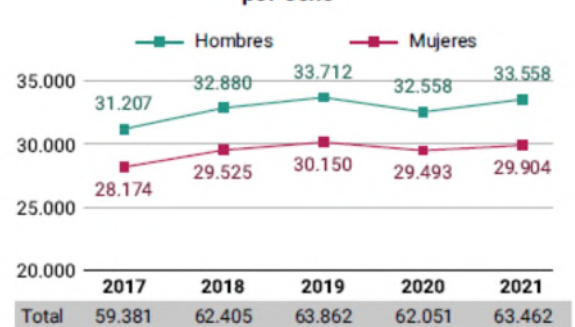 Hombres Mujeres
35.000
31.207 32.880 33.712 32.558 33.558
30.000
28.174 29.525 30.150 29.493 29.904
25.000
20.000
2017 2018 2019 2020 2021
Total 59.381 62.405 63.862 62.051 63.462